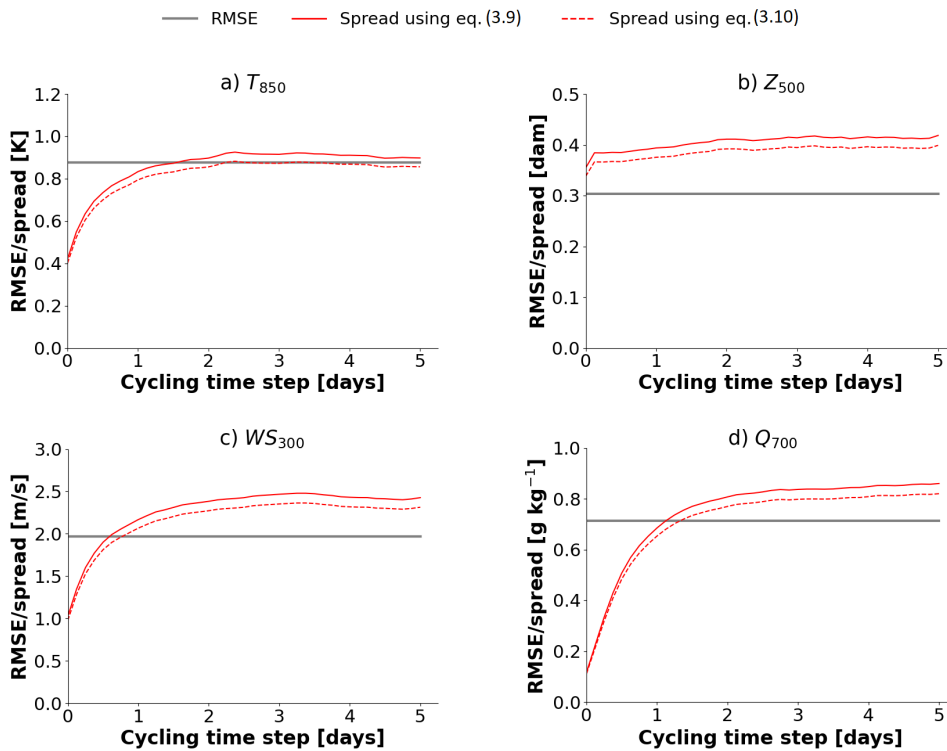 RMSE Spread using eq. (3.9) Spread using eq. (3.10)
a) T850
RMSE/spread [K]
1.2
1.0
0.8
0.6
0.4
0.2
0.0
0 1 2 3 4 5
Cycling time step [days]
b) Z500
RMSE/spread [dam]
0.5
0.4
0.3
0.2
0.1
0.0
0 1 2 3 4 5
Cycling time step [days]
c) WS300
RMSE/spread [m/s]
3.0
2.5
2.0
1.5
1.0
0.5
0.0
0 1 2 3 4 5
Cycling time step [days]
d) Q700
RMSE/spread [g kg⁻¹]
1.0
0.8
0.6
0.4
0.2
0.0
0 1 2 3 4 5
Cycling time step [days]